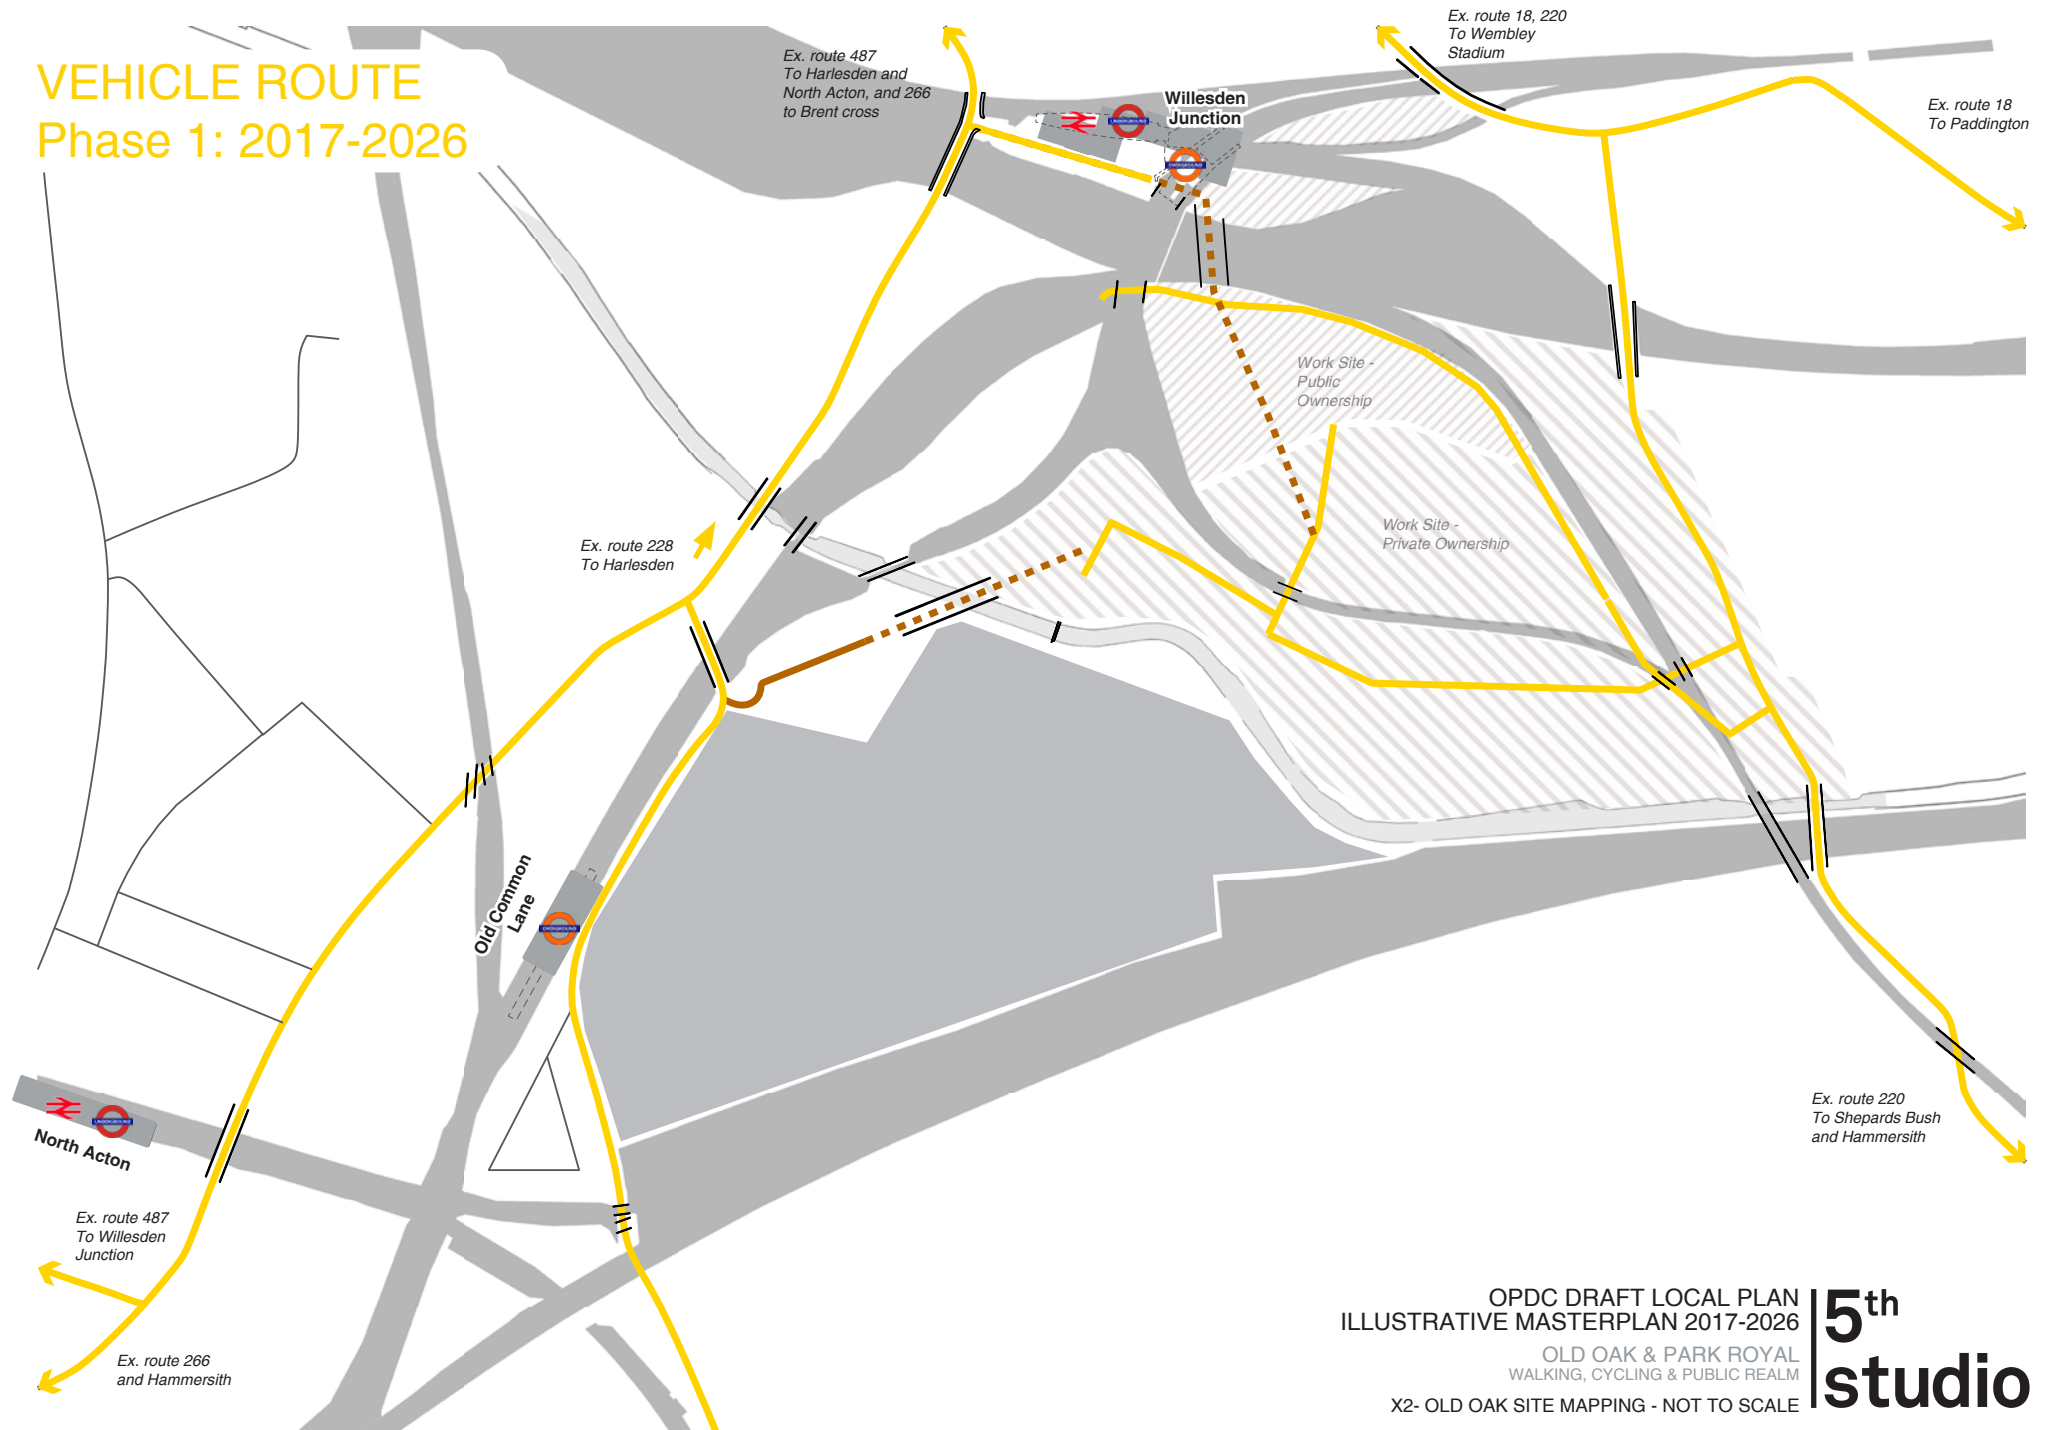 VEHICLE ROUTE
Phase 1: 2017-2026
Ex. route 487
To Harlesden and
North Acton, and 266
to Brent cross
Ex. route 18, 220
To Wembley
Stadium
Ex. route 18
To Paddington
Willesden
Junction
UNDERGROUND
OVERGROUND
Work Site -
Public
Ownership
Work Site -
Private Ownership
Ex. route 228
To Harlesden
Old Common
Lane
OVERGROUND
UNDERGROUND
North Acton
Ex. route 487
To Willesden
Junction
Ex. route 266
and Hammersith
Ex. route 220
To Shepards Bush
and Hammersith
OPDC DRAFT LOCAL PLAN
ILLUSTRATIVE MASTERPLAN 2017-2026
OLD OAK & PARK ROYAL
WALKING, CYCLING & PUBLIC REALM
X2- OLD OAK SITE MAPPING - NOT TO SCALE
5th
studio